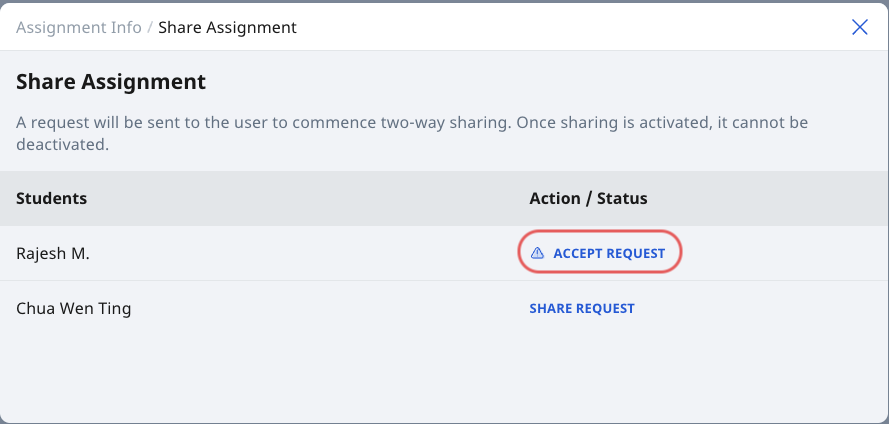 Assignment Info / Share Assignment
Share Assignment
A request will be sent to the user to commence two-way sharing. Once sharing is activated, it cannot be
deactivated.
Students Action / Status
Rajesh M. ACCEPT REQUEST
Chua Wen Ting SHARE REQUEST